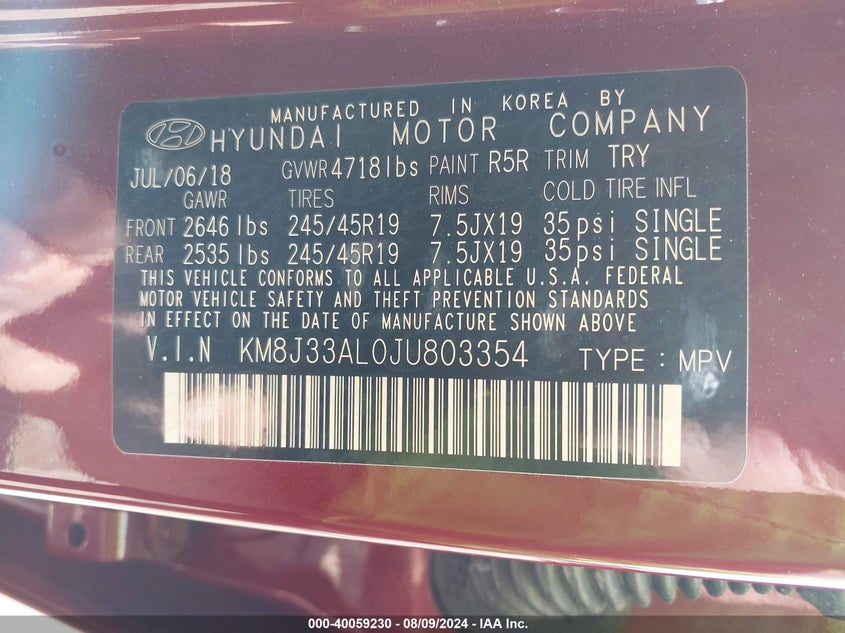 MANUFACTURED IN KOREA BY
HYUNDAI MOTOR COMPANY
JUL/06/18 GVWR 4718 lbs PAINT R5R TRIM TRY
GAWR TIRES RIMS COLD TIRE INFL
FRONT 2646 lbs 245/45R19 7.5JX19 35psi SINGLE
REAR 2535 lbs 245/45R19 7.5JX19 35psi SINGLE
THIS VEHICLE CONFORMS TO ALL APPLICABLE U.S.A. FEDERAL
MOTOR VEHICLE SAFETY AND THEFT PREVENTION STANDARDS
IN EFFECT ON THE DATE OF MANUFACTURE SHOWN ABOVE
V.I.N KM8J33AL0JU803354 TYPE : MPV
000-40059230 - 08/09/2024 - IAA Inc.